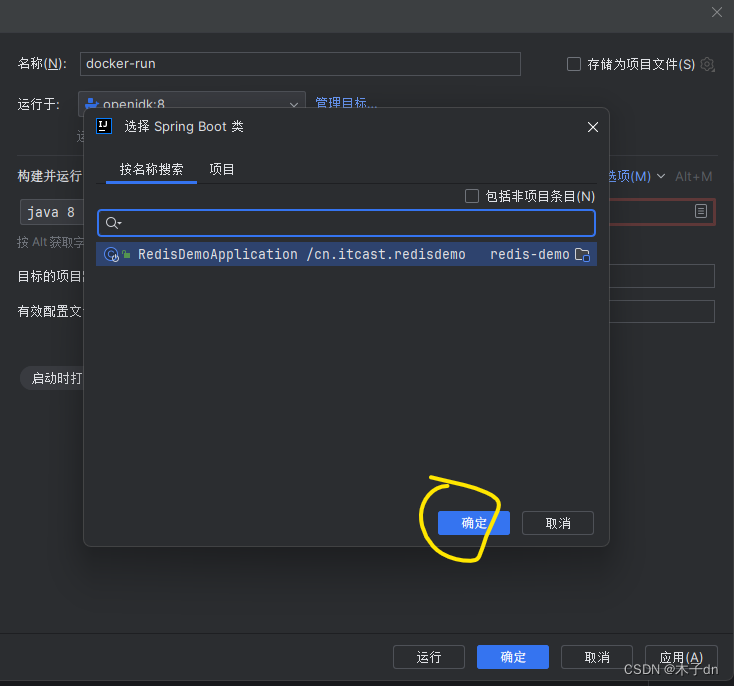 名称(N): docker-run 存储为项目文件(S)
运行于: openjdk:8 管理目标...
IJ 选择 Spring Boot 类
按名称搜索 项目
构建并运行 选项(M) Alt+M
包括非项目条目(N)
java 8
按 Alt 获取字
RedisDemoApplication /cn.itcast.redisdemo redis-demo
目标的项目
有效配置文
启动时打
确定 取消
运行 确定 取消 应用(A)
CSDN @木子dn